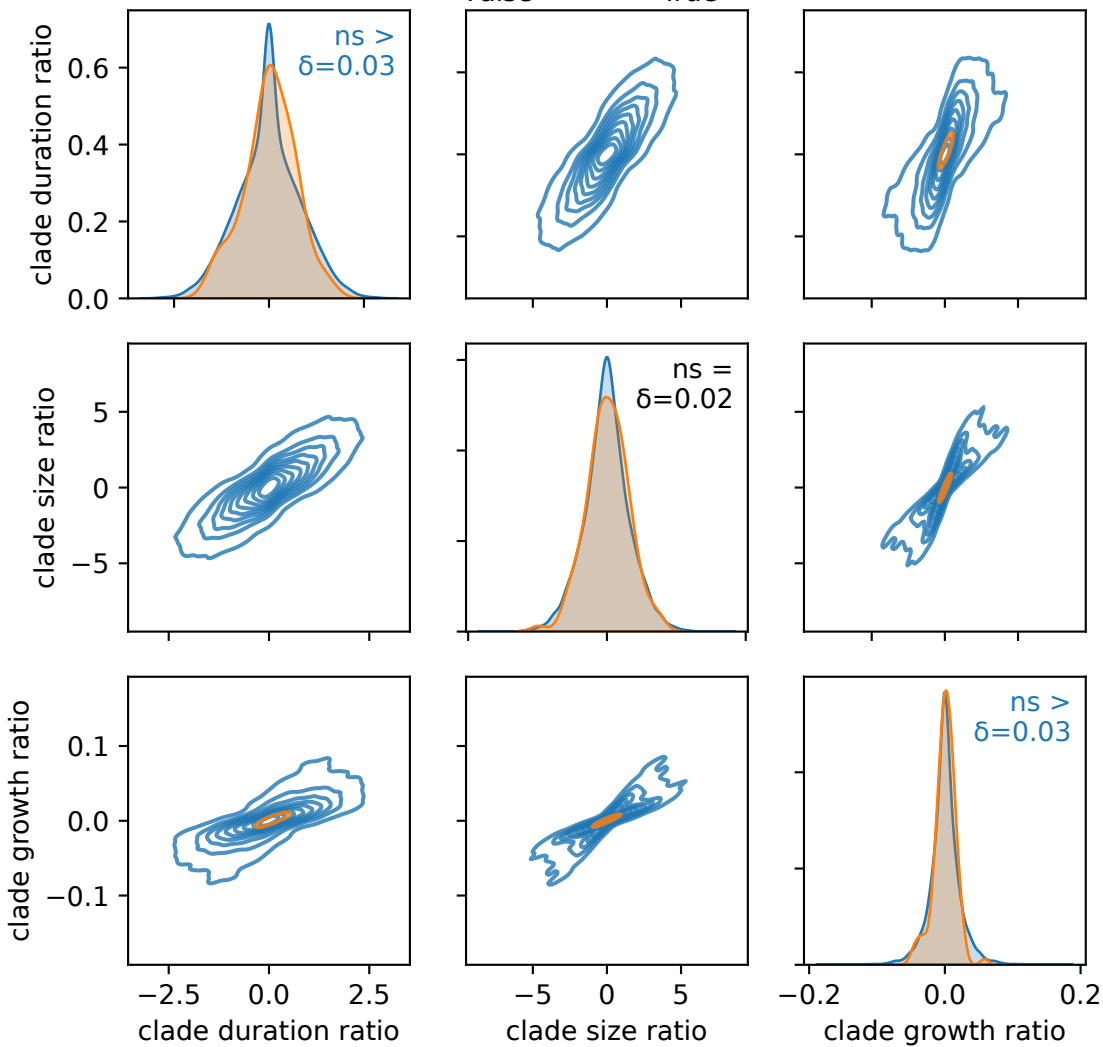 ns >
δ=0.03
clade duration ratio
0.6
0.4
0.2
0.0
ns =
δ=0.02
clade size ratio
5
0
−5
ns >
δ=0.03
clade growth ratio
0.1
0.0
−0.1
−2.5 0.0 2.5
−5 0 5
−0.2 0.0 0.2
clade duration ratio
clade size ratio
clade growth ratio